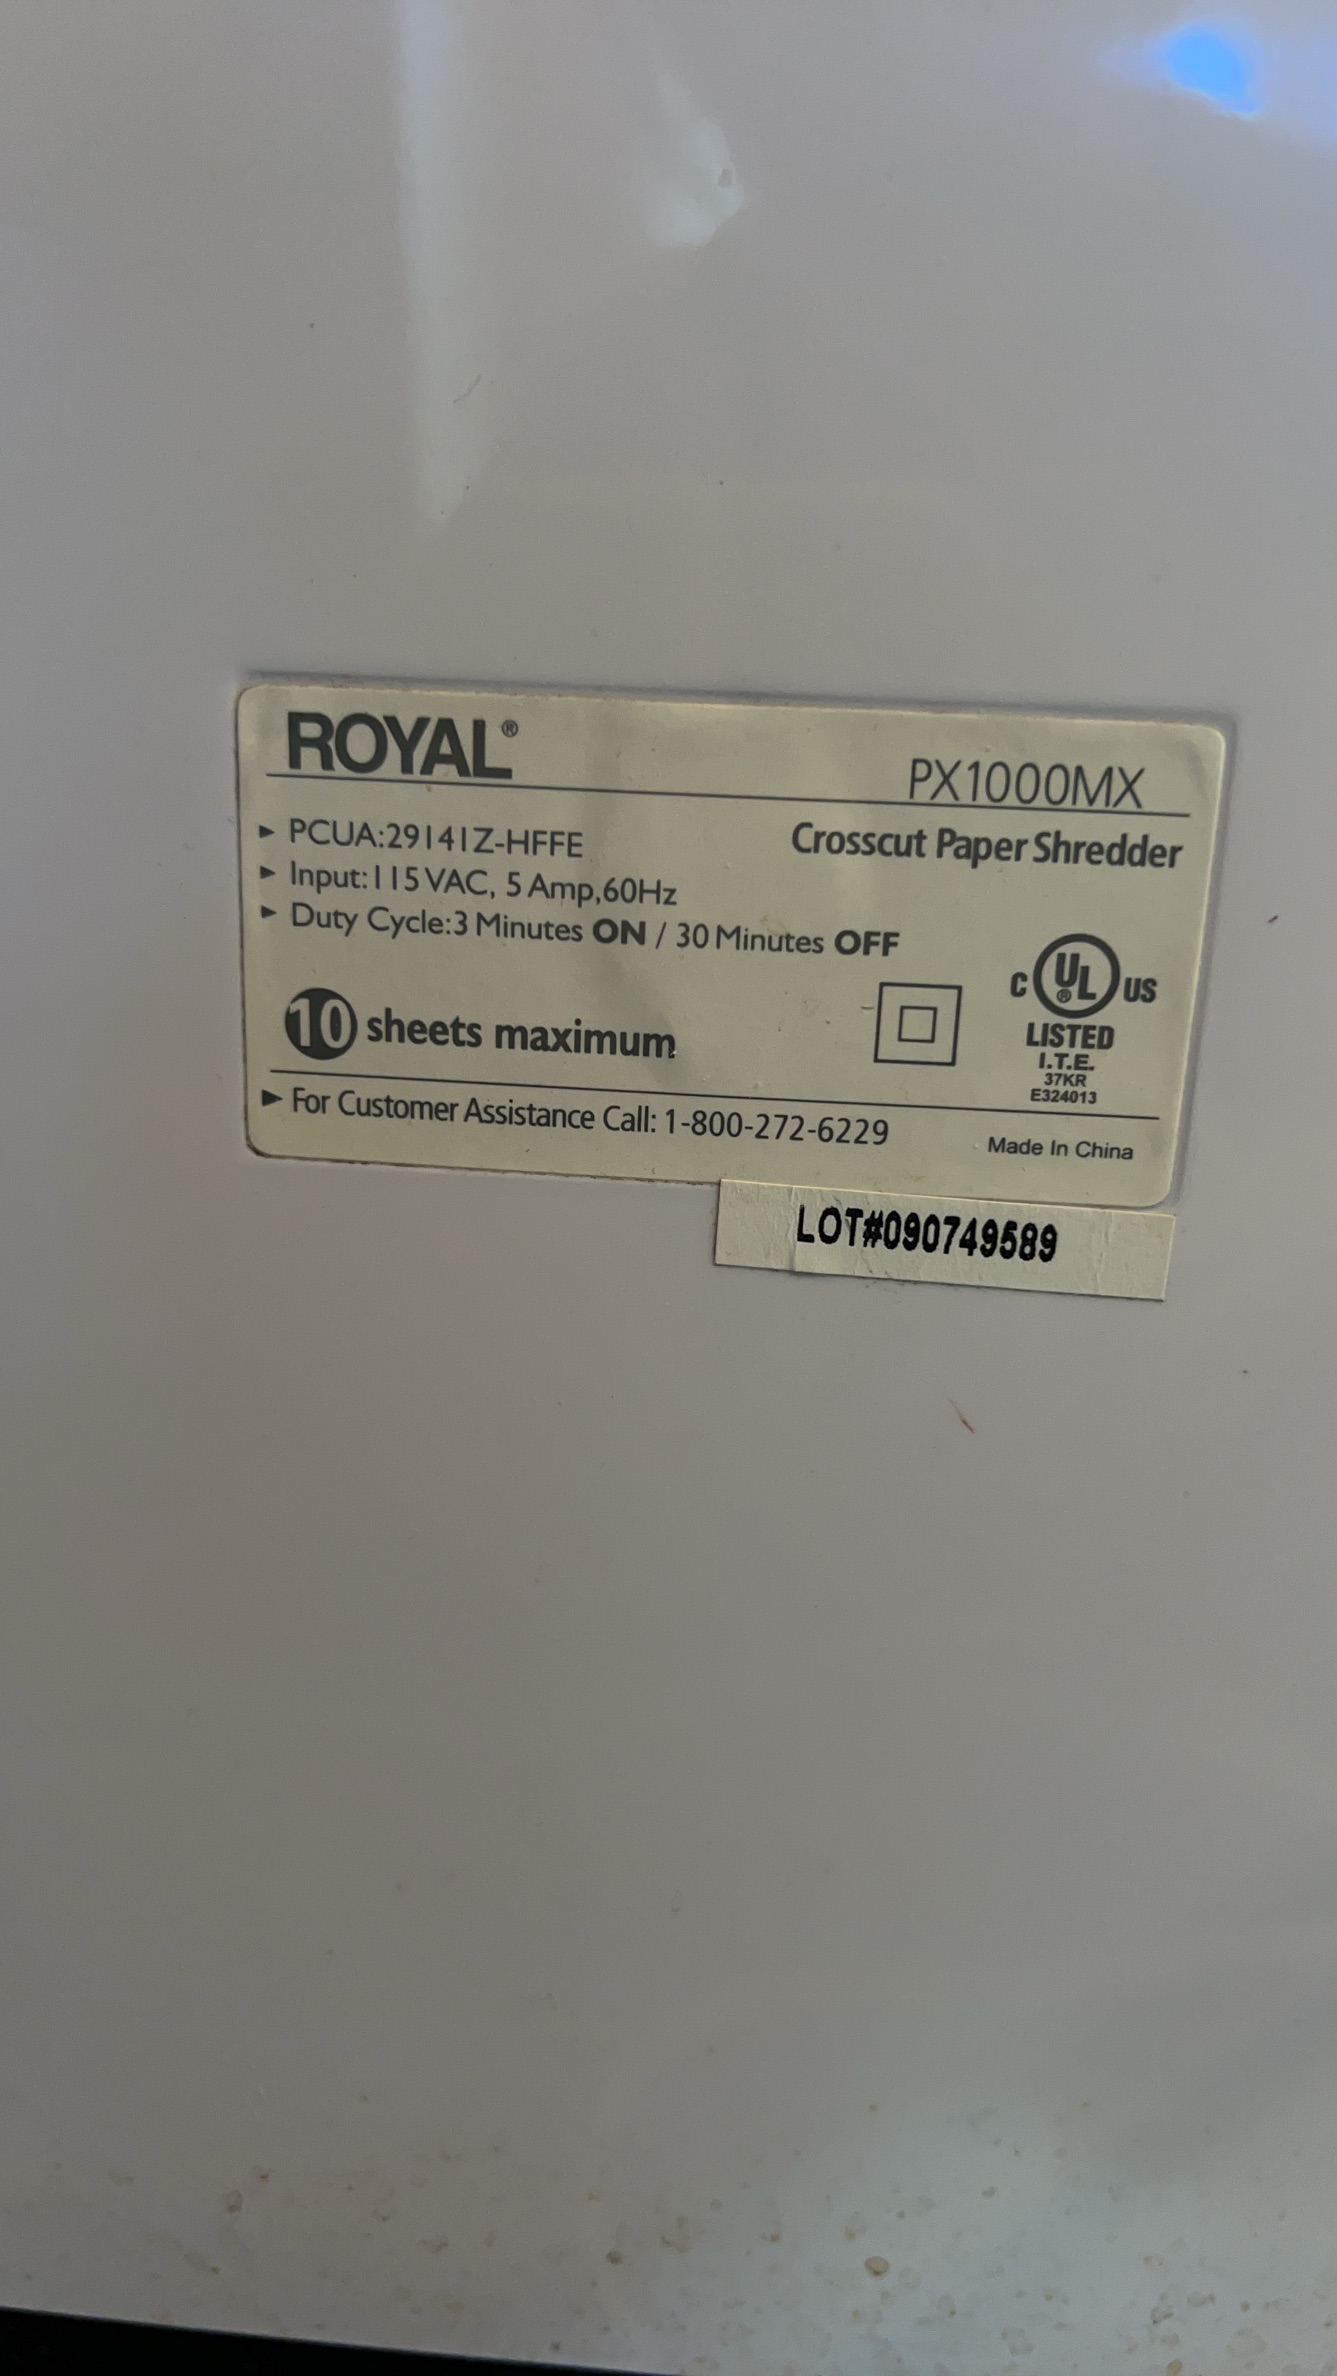 ROYAL®
PX1000MX
▶ PCUA:29141Z-HFFE
Crosscut Paper Shredder
▶ Input:115 VAC, 5 Amp,60Hz
▶ Duty Cycle:3 Minutes ON / 30 Minutes OFF
C UL® US
LISTED
I.T.E.
37KR
E324013
10 sheets maximum
▶ For Customer Assistance Call: 1-800-272-6229
Made In China
LOT#090749589